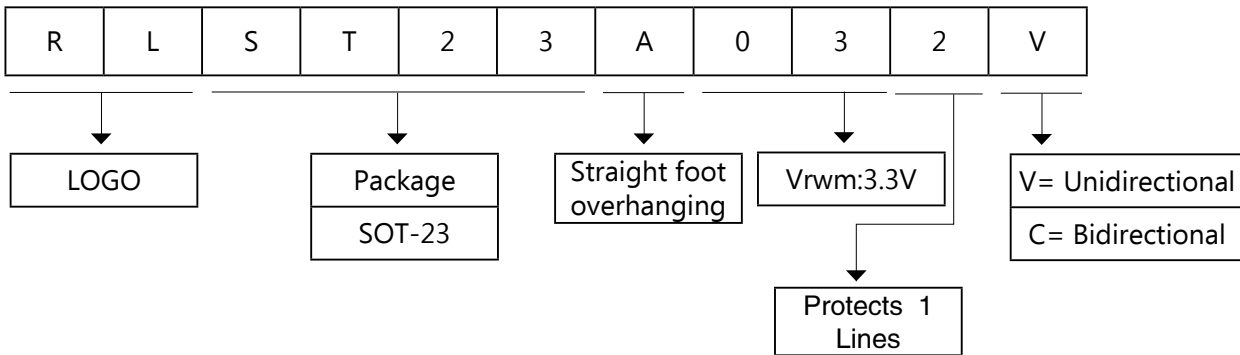 R L S T 2 3 A 0 3 2 V
LOGO
Package
SOT-23
Straight foot
overhanging
Vrwm:3.3V
V= Unidirectional
C= Bidirectional
Protects 1
Lines